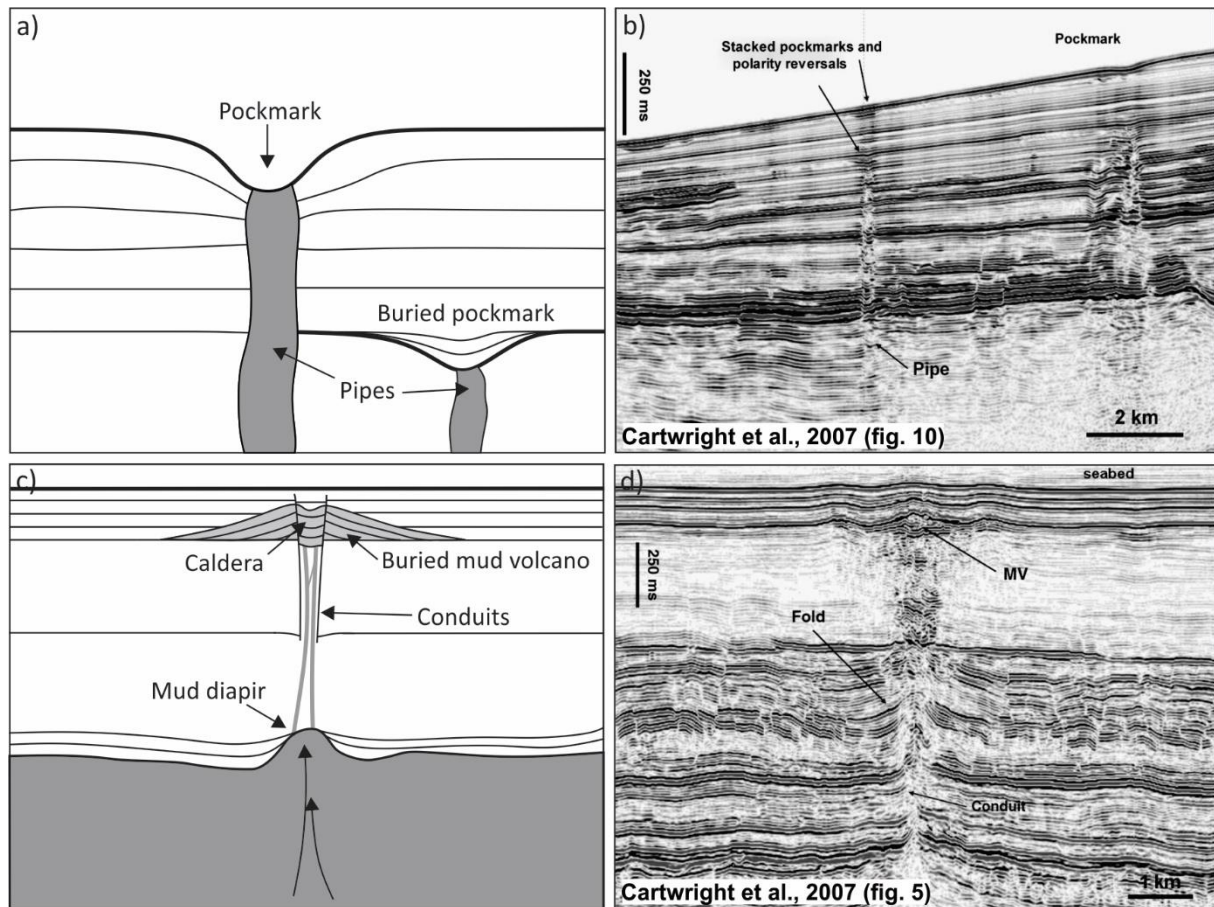 a)
Pockmark
Buried pockmark
Pipes
b)
250 ms
Stacked pockmarks and
polarity reversals
Pockmark
Pipe
2 km
Cartwright et al., 2007 (fig. 10)
c)
Caldera
Buried mud volcano
Conduits
Mud diapir
d)
seabed
250 ms
MV
Fold
Conduit
1 km
Cartwright et al., 2007 (fig. 5)